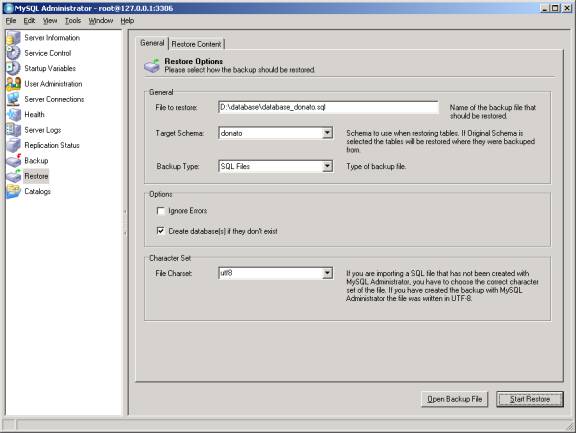 MySQL Administrator - root@127.0.0.1:3306
File Edit View Tools Window Help
Server Information
Service Control
Startup Variables
User Administration
Server Connections
Health
Server Logs
Replication Status
Backup
Restore
Catalogs
General Restore Content
Restore Options
Please select how the backup should be restored.
General
File to restore: D:\database\database_donato.sql Name of the backup file that
should be restored.
Target Schema: donato Schema to use when restoring tables. If Original Schema is
selected the tables will be restored where they were backuped
from.
Backup Type: SQL Files Type of backup file.
Options
Ignore Errors
Create database(s) if they don't exist
Character Set
File Charset: utf8 If you are importing a SQL file that has not been created with
MySQL Administrator, you have to choose the correct character
set of the file. If you have created the backup with MySQL
Administrator the file was written in UTF-8.
Open Backup File Start Restore